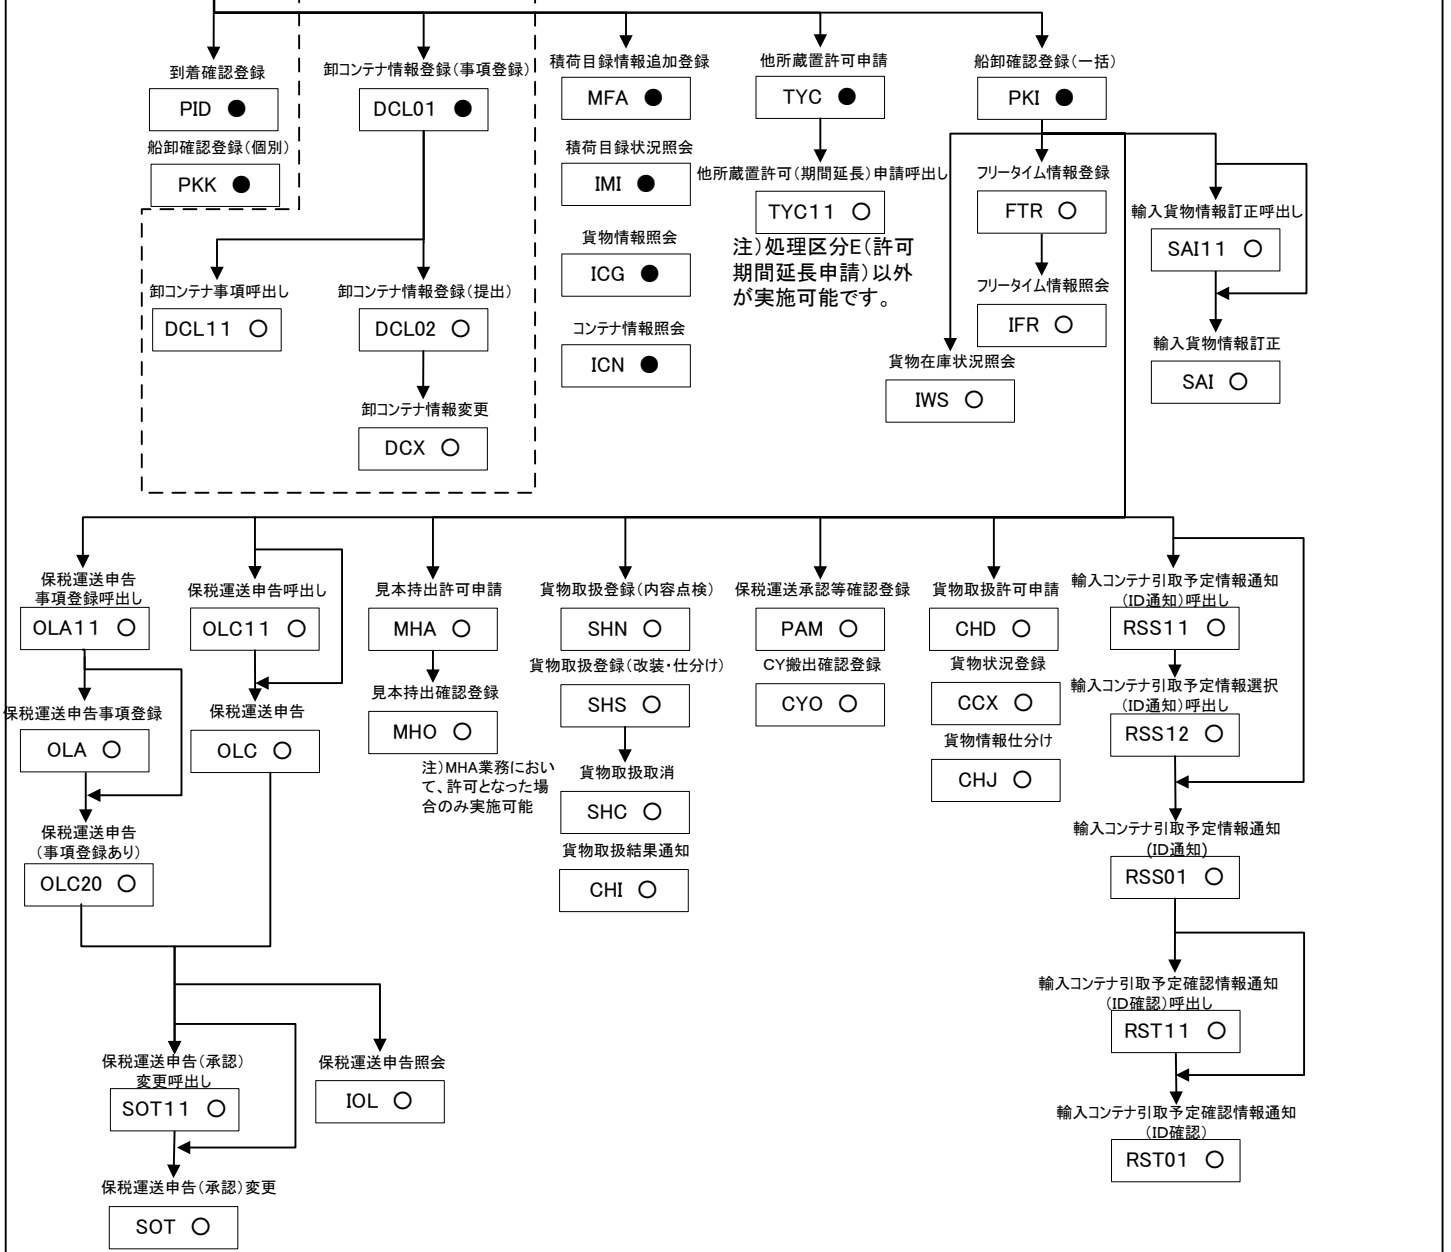 到着確認登録
PID ●
船卸確認登録(個別)
PKK ●
卸コンテナ情報登録(事項登録)
DCL01 ●
卸コンテナ事項呼出し
DCL11 ○
卸コンテナ情報登録(提出)
DCL02 ○
卸コンテナ情報変更
DCX ○
積荷目録情報追加登録
MFA ●
積荷目録状況照会
IMI ●
貨物情報照会
ICG ●
コンテナ情報照会
ICN ●
他所蔵置許可申請
TYC ●
他所蔵置許可(期間延長)申請呼出し
TYC11 ○
注)処理区分E(許可
期間延長申請)以外
が実施可能です。
船卸確認登録(一括)
PKI ●
フリータイム情報登録
FTR ○
フリータイム情報照会
IFR ○
貨物在庫状況照会
IWS ○
輸入貨物情報訂正呼出し
SAI11 ○
輸入貨物情報訂正
SAI ○
保税運送申告
事項登録呼出し
OLA11 ○
保税運送申告事項登録
OLA ○
保税運送申告
(事項登録あり)
OLC20 ○
保税運送申告呼出し
OLC11 ○
保税運送申告
OLC ○
見本持出許可申請
MHA ○
見本持出確認登録
MHO ○
注)MHA業務におい
て、許可となった場
合のみ実施可能
貨物取扱登録(内容点検)
SHN ○
貨物取扱登録(改装・仕分け)
SHS ○
貨物取扱取消
SHC ○
貨物取扱結果通知
CHI ○
保税運送承認等確認登録
PAM ○
CY搬出確認登録
CYO ○
貨物取扱許可申請
CHD ○
貨物状況登録
CCX ○
貨物情報仕分け
CHJ ○
輸入コンテナ引取予定情報通知
(ID通知)呼出し
RSS11 ○
輸入コンテナ引取予定情報選択
(ID通知)呼出し
RSS12 ○
輸入コンテナ引取予定情報通知
(ID通知)
RSS01 ○
輸入コンテナ引取予定確認情報通知
(ID確認)呼出し
RST11 ○
輸入コンテナ引取予定確認情報通知
(ID確認)
RST01 ○
保税運送申告(承認)
変更呼出し
SOT11 ○
保税運送申告(承認)変更
SOT ○
保税運送申告照会
IOL ○